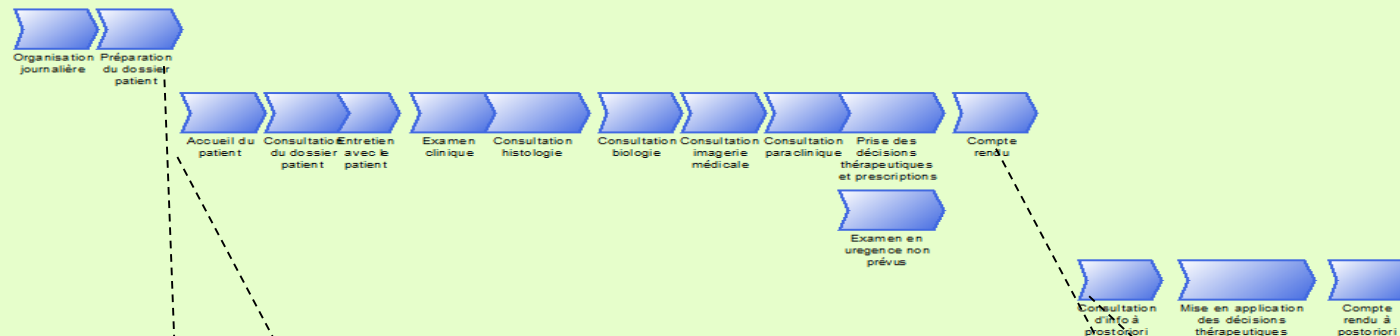 Organisation
journalière
Préparation
du dossier
patient
Accueil du
patient
Consultation
du dossier
patient
Entretien
avec le
patient
Examen
clinique
Consultation
histologie
Consultation
biologie
Consultation
imagerie
médicale
Consultation
paraclinique
Prise des
décisions
thérapeutiques
et prescriptions
Compte
rendu
Examen en
uregence non
prévus
Consultation
d'info à
prostoriori
Mise en application
des décisions
thérapeutiques
Compte
rendu à
postoriori